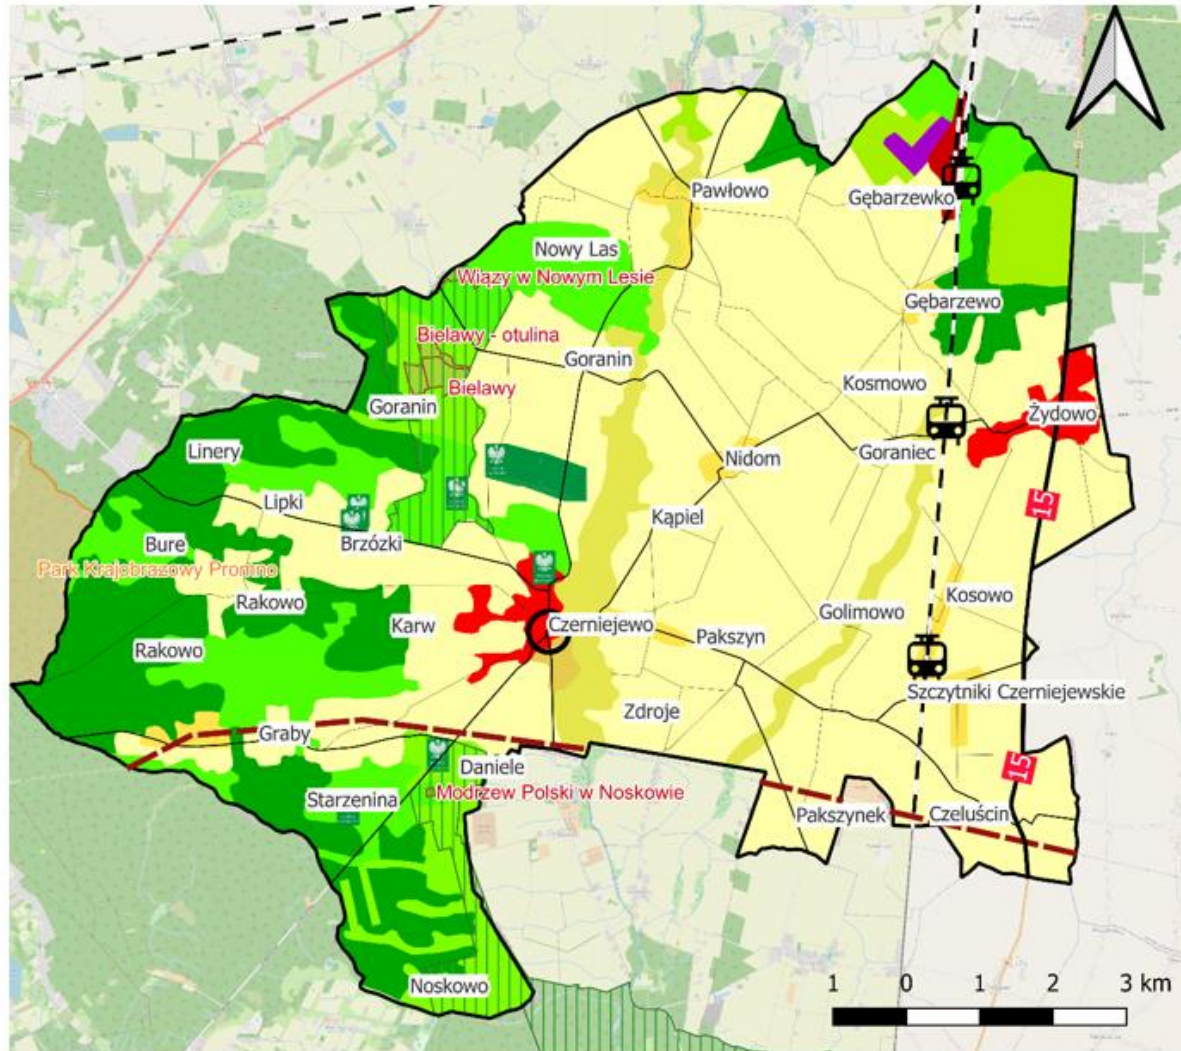 Pawłowo
Gębarzewko
Nowy Las
Wiązy w Nowym Lesie
Gębarzewo
Bielawy - otulina
Goranin
Bielawy
Kosmowo
Goranin
Żydowo
Linery
Nidom
Goraniec
Lipki
15
Kąpiel
Bure
Brzózki
Park Krajobrazowy Promno
Rakowo
Kosowo
Karw
Czerniejewo
Golimowo
Pakszyn
Rakowo
Szczytniki Czerniejewskie
Zdroje
Graby
Daniele
15
Modrzew Polski w Noskowie
Starzenina
Pakszynek
Czeluścin
Noskowo
1 0 1 2 3 km